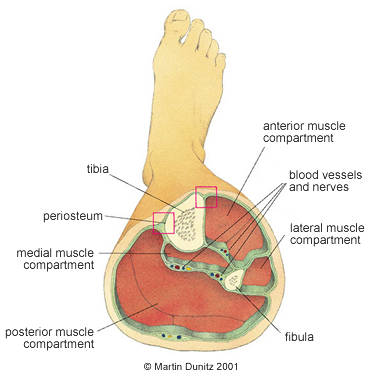 anterior muscle
compartment
tibia
blood vessels
and nerves
periosteum
lateral muscle
compartment
medial muscle
compartment
posterior muscle
compartment
fibula
© Martin Dunitz 2001